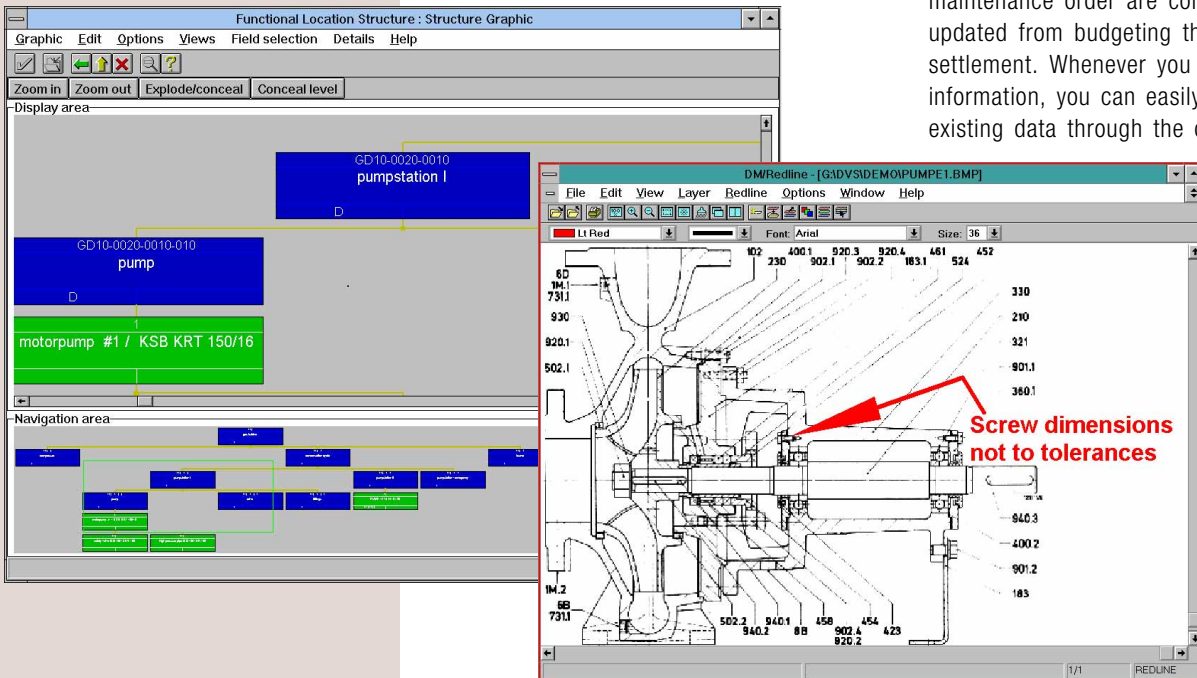 maintenance order are
updated from budgeting
settlement. Whenever you
information, you can easily
existing data through the
Functional Location Structure : Structure Graphic
Graphic Edit Options Views Field selection Details Help
Zoom in Zoom out Explode/conceal Conceal level
Display area
GD10-0020-0010
pumpstation I
D
GD10-0020-0010-010
pump
D
1
motorpump #1 / KSB KRT 150/16
Navigation area
DM/Redline - [G:\DVS\DEMO\PUMPE1.BMP]
File Edit View Layer Redline Options Window Help
Lt Red Font: Arial Size: 36
102 400.1 920.3 920.4 461 452
230 902.1 902.2 183.1 524
6D
1M.1
731.1
930
920.1
502.1
330
210
321
901.1
360.1
Screw dimensions
not to tolerances
940.3
400.2
901.2
183
1M.2
6B
731.1
502.2 940.1 458 454
940.2 8B 902.4 423
920.2
1/1 REDLINE